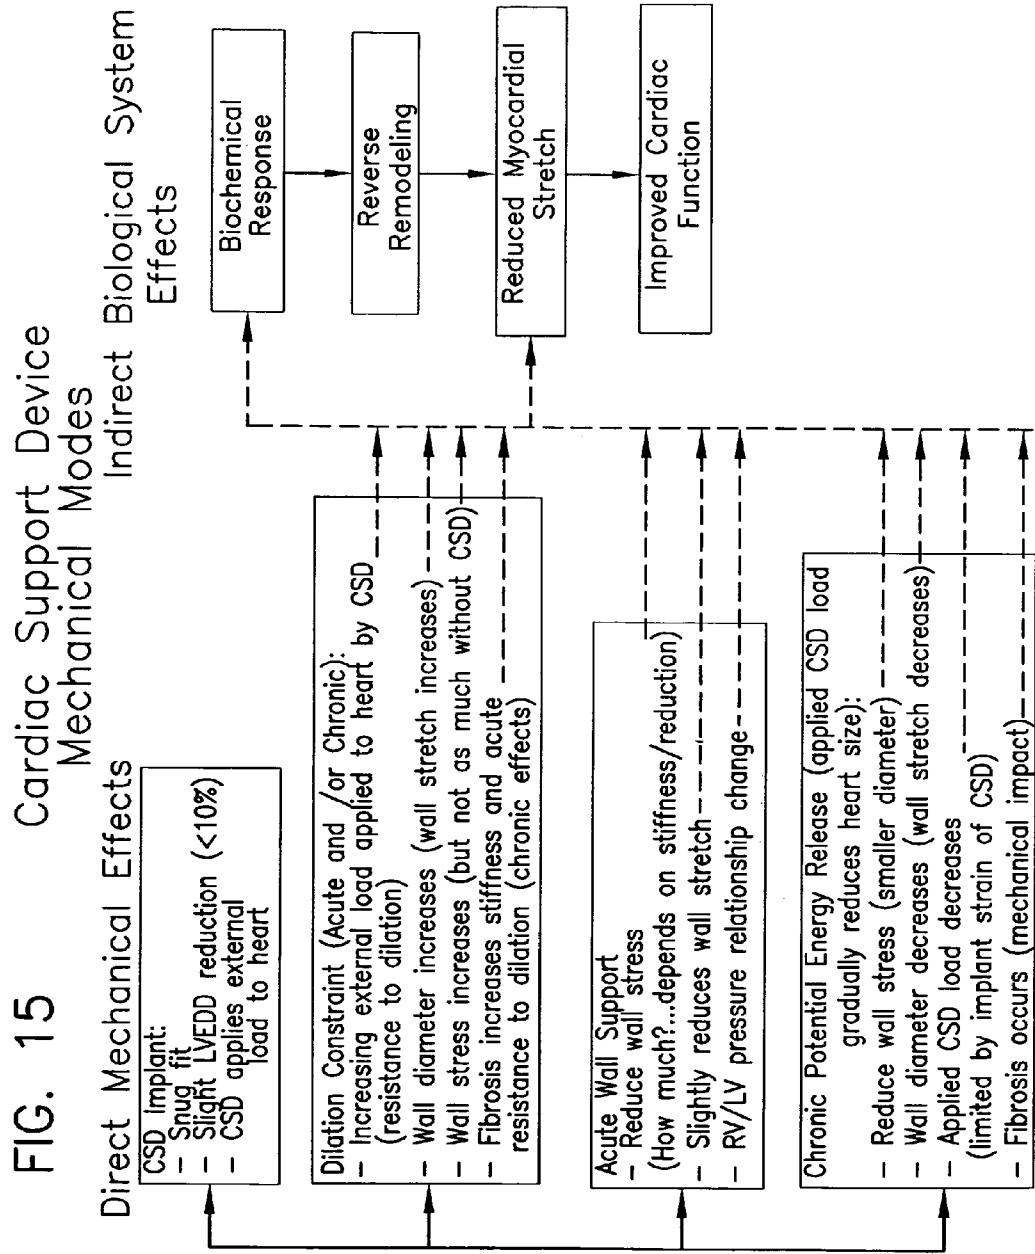 FIG. 15
Cardiac Support Device
Mechanical Modes
Direct Mechanical Effects
CSD Implant:
– Snug fit
– Slight LVEDD reduction (<10%)
– CSD applies external
load to heart
Dilation Constraint (Acute and /or Chronic):
– Increasing external load applied to heart by CSD
(resistance to dilation)
– Wall diameter increases (wall stretch increases)
– Wall stress increases (but not as much without CSD)
– Fibrosis increases stiffness and acute
resistance to dilation (chronic effects)
Acute Wall Support
– Reduce wall stress
(How much?...depends on stiffness/reduction)
– Slightly reduces wall stretch
– RV/LV pressure relationship change
Chronic Potential Energy Release (applied CSD load
gradually reduces heart size):
– Reduce wall stress (smaller diameter)
– Wall diameter decreases (wall stretch decreases)
– Applied CSD load decreases
(limited by implant strain of CSD)
– Fibrosis occurs (mechanical impact)
Indirect Biological System
Effects
Biochemical
Response
Reverse
Remodeling
Reduced Myocardial
Stretch
Improved Cardiac
Function